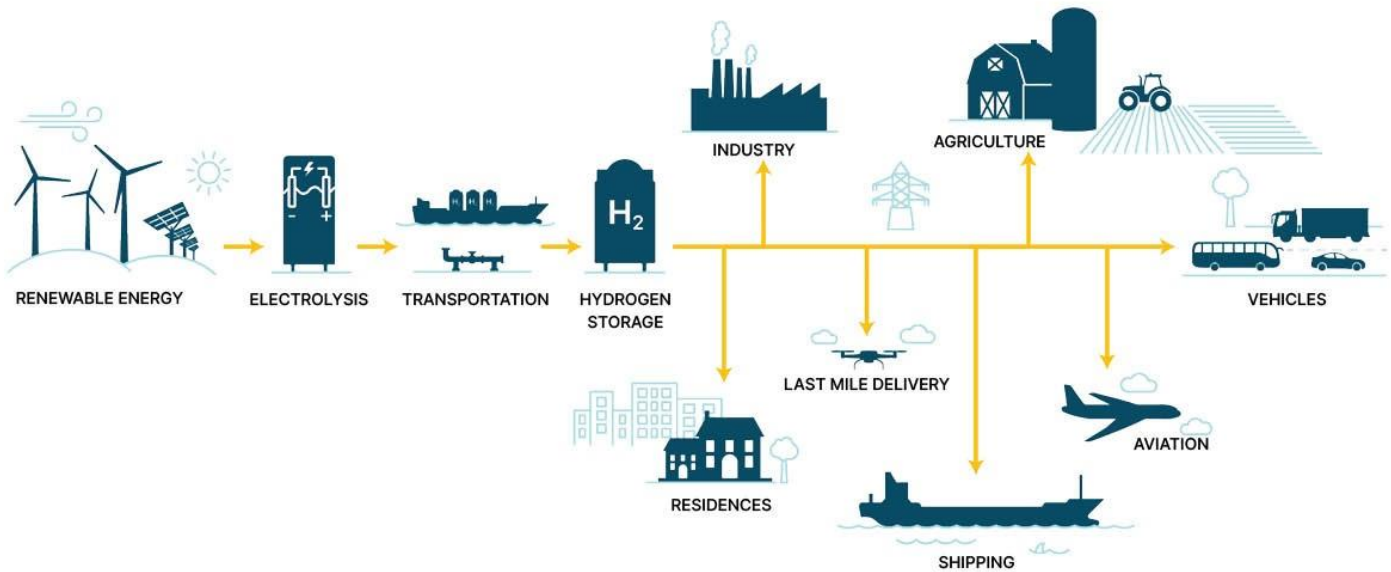 INDUSTRY
AGRICULTURE
H₂
- +
RENEWABLE ENERGY
ELECTROLYSIS
TRANSPORTATION
HYDROGEN
STORAGE
VEHICLES
LAST MILE DELIVERY
AVIATION
RESIDENCES
SHIPPING